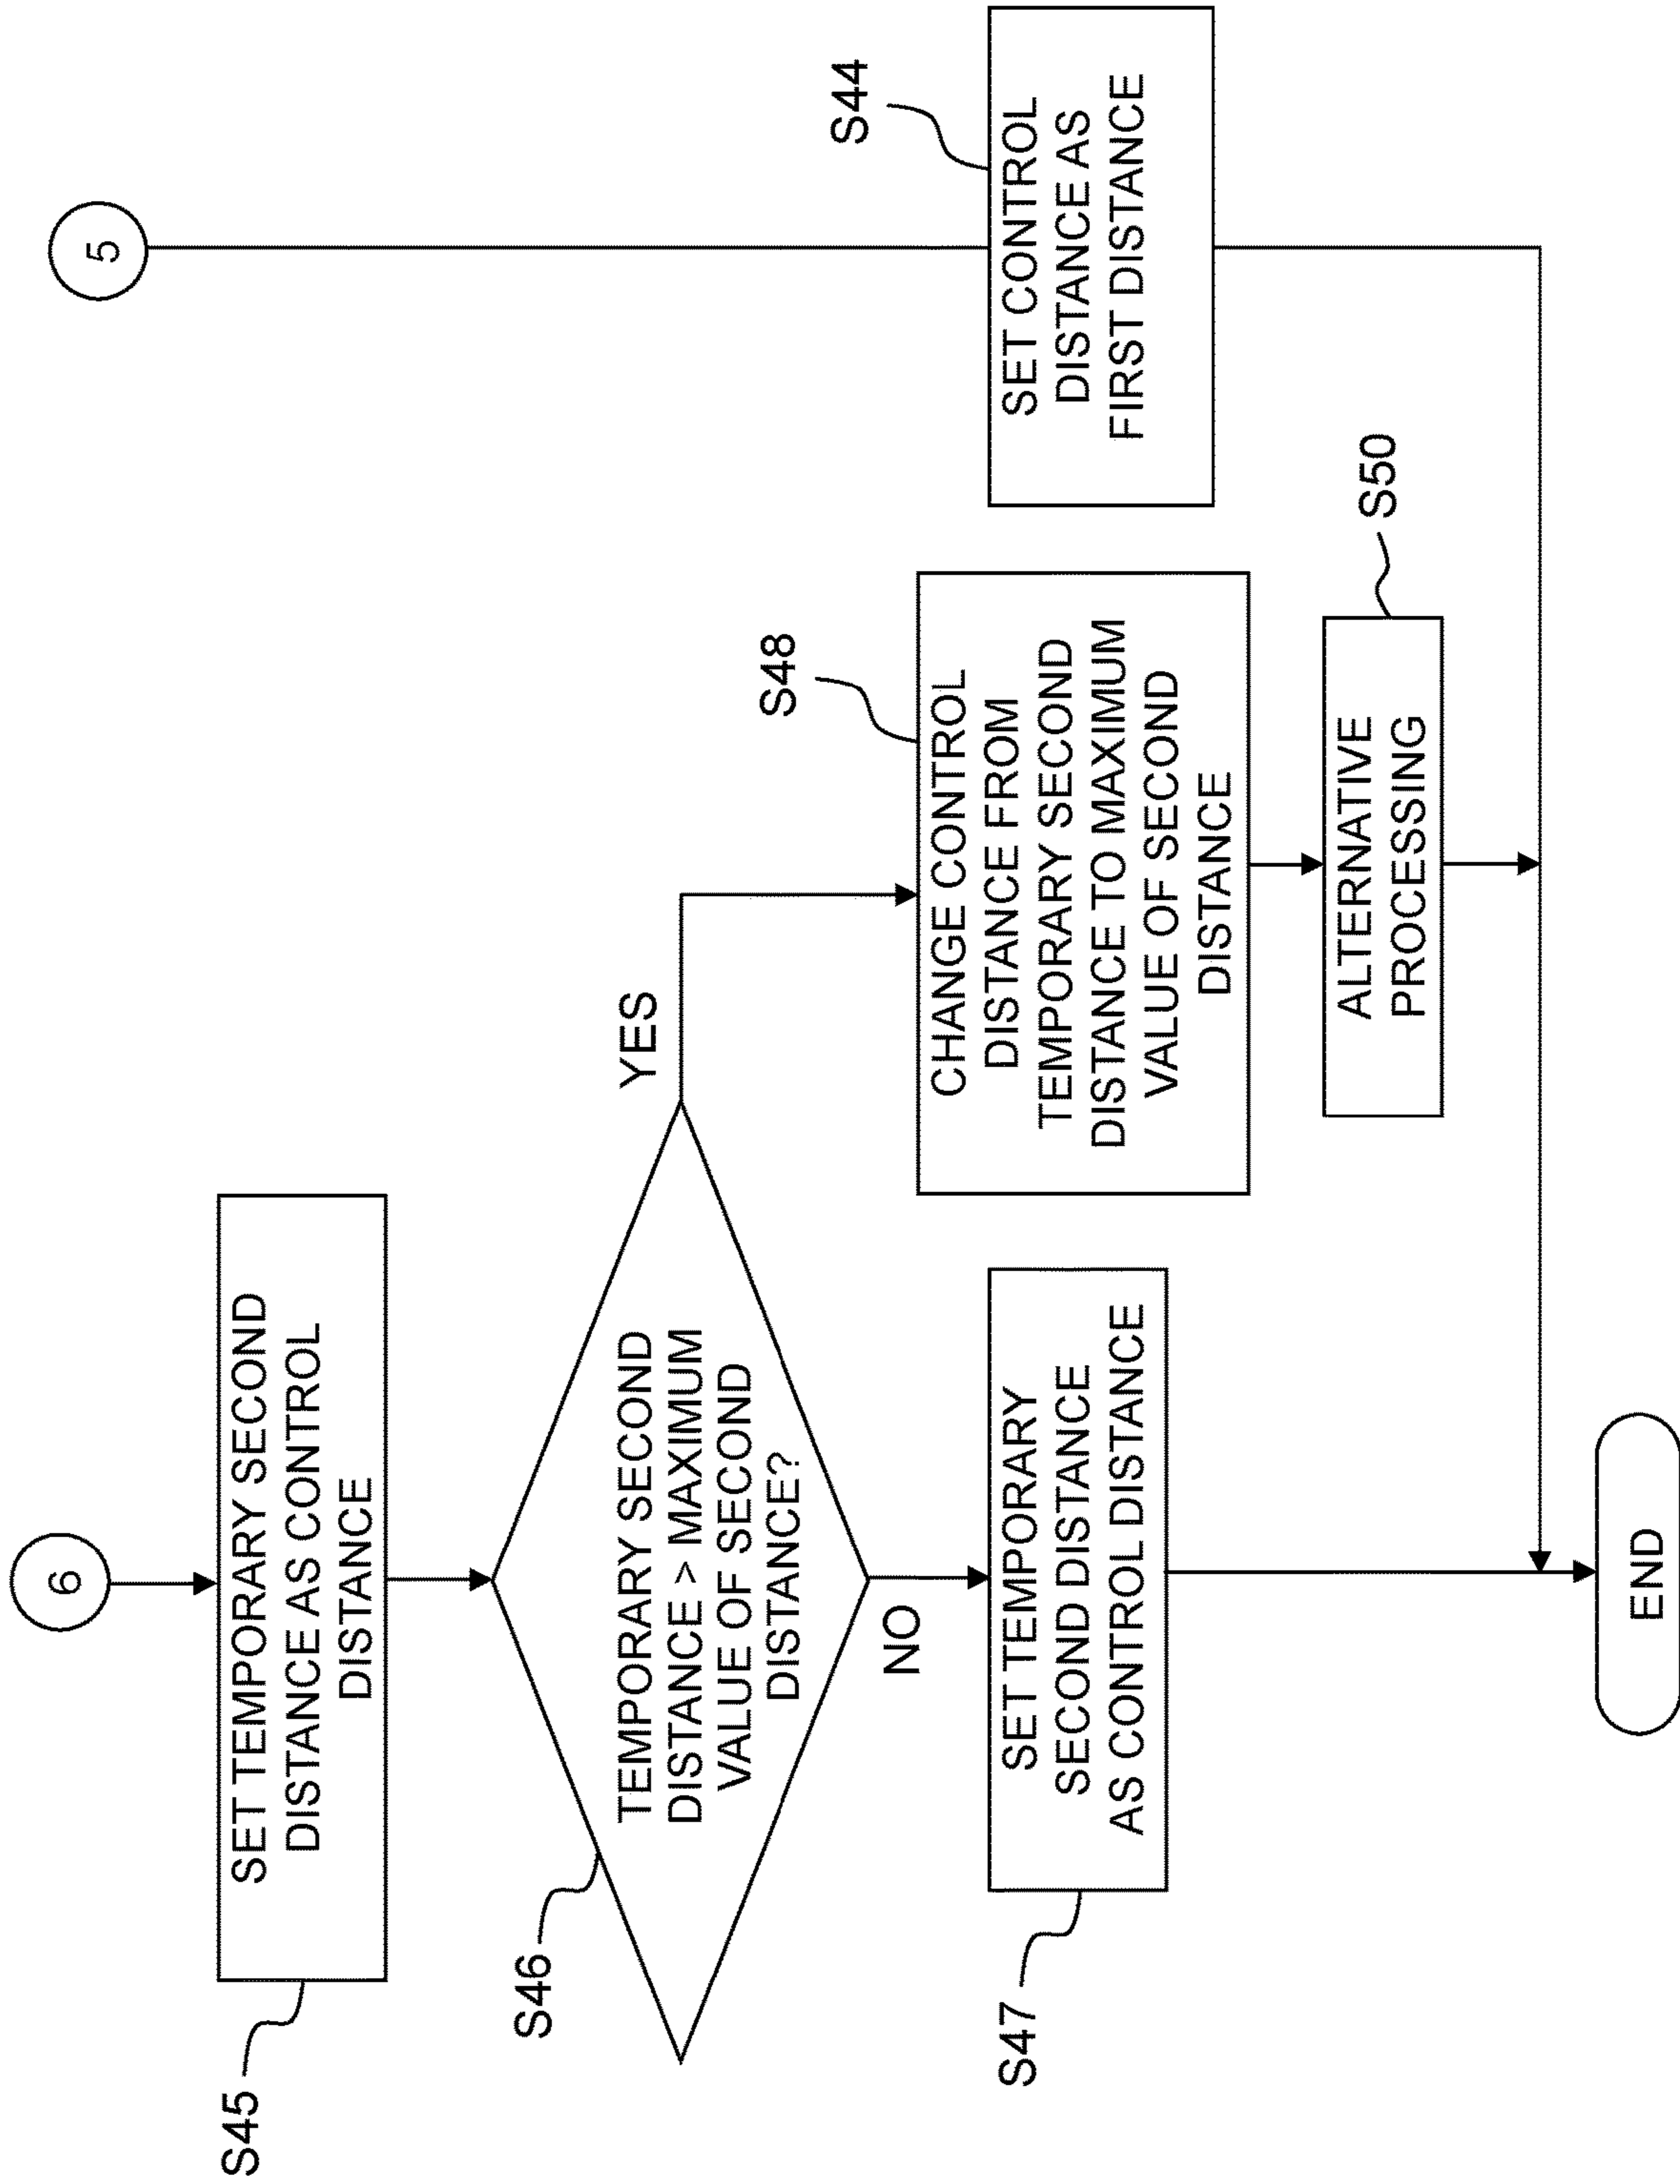 6
5
S45
SET TEMPORARY SECOND
DISTANCE AS CONTROL
DISTANCE
S46
TEMPORARY SECOND
DISTANCE > MAXIMUM
VALUE OF SECOND
DISTANCE?
YES
NO
S47
SET TEMPORARY
SECOND DISTANCE
AS CONTROL DISTANCE
S48
CHANGE CONTROL
DISTANCE FROM
TEMPORARY SECOND
DISTANCE TO MAXIMUM
VALUE OF SECOND
DISTANCE
S50
ALTERNATIVE
PROCESSING
S44
SET CONTROL
DISTANCE AS
FIRST DISTANCE
END